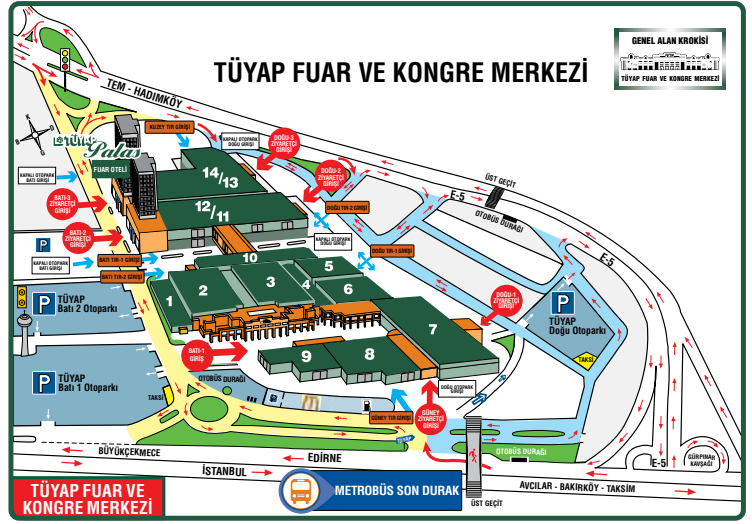 TÜYAP FUAR VE KONGRE MERKEZİ
GENEL ALAN KROKİSİ
TÜYAP FUAR VE KONGRE MERKEZİ
TEM - HADIMKÖY
TÜYAP
Palas
FUAR OTELİ
KUZEY TIR GİRİŞİ
KAPALI OTOPARK
DOĞU GİRİŞİ
DOĞU-3
ZİYARETÇİ
GİRİŞİ
DOĞU-2
ZİYARETÇİ
GİRİŞİ
KAPALI OTOPARK
BATI GİRİŞİ
BATI-3
ZİYARETÇİ
GİRİŞİ
BATI-2
ZİYARETÇİ
GİRİŞİ
14/13
12/11
DOĞU TIR-2 GİRİŞİ
KAPALI OTOPARK
DOĞU GİRİŞİ
DOĞU TIR-1 GİRİŞİ
ÜST GEÇİT
E-5
OTOBÜS DURAĞI
E-5
P
KAPALI OTOPARK
BATI GİRİŞİ
BATI TIR-1 GİRİŞİ
BATI TIR-2 GİRİŞİ
10
5
1
2
3
4
6
7
9
8
DOĞU-1
ZİYARETÇİ
GİRİŞİ
P
TÜYAP
Doğu Otoparkı
TAKSİ
P
TÜYAP
Batı 2 Otoparkı
P
TÜYAP
Batı 1 Otoparkı
BATI-1
GİRİŞ
TAKSİ
OTOBÜS DURAĞI
DOĞU OTOPARK
GİRİŞİ
GÜNEY TIR GİRİŞİ
GÜNEY
ZİYARETÇİ
GİRİŞİ
TÜYAP
OTOBÜS DURAĞI
BÜYÜKÇEKMECE
EDİRNE
İSTANBUL
E-5
GÜRPINAR
KAVŞAĞI
METROBÜS SON DURAK
AVCILAR - BAKIRKÖY - TAKSİM
ÜST GEÇİT
TÜYAP FUAR VE
KONGRE MERKEZİ